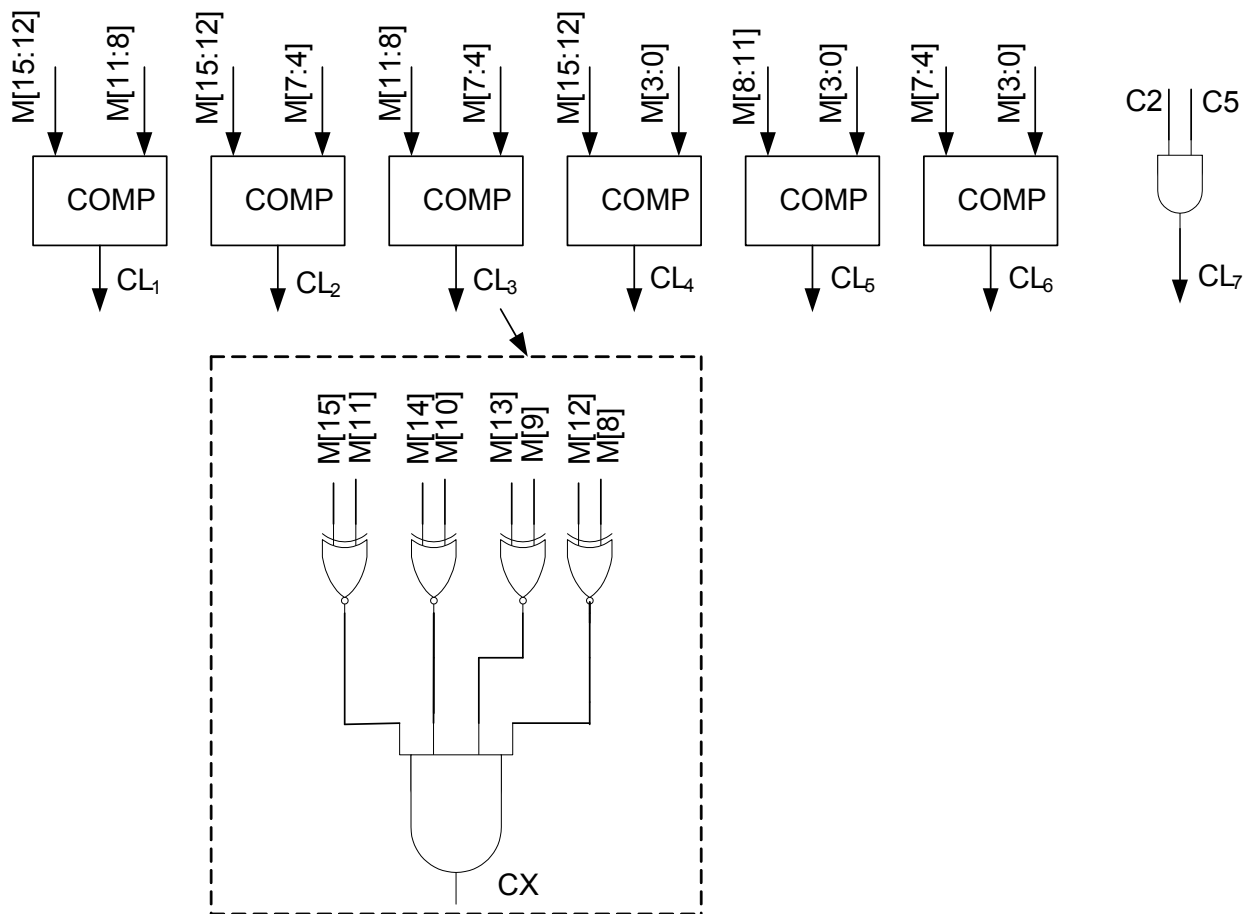 M[15:12]
M[11:8]
M[15:12]
M[7:4]
M[11:8]
M[7:4]
M[15:12]
M[3:0]
M[8:11]
M[3:0]
M[7:4]
M[3:0]
C2
C5
COMP
COMP
COMP
COMP
COMP
COMP
CL1
CL2
CL3
CL4
CL5
CL6
CL7
M[15]
M[11]
M[14]
M[10]
M[13]
M[9]
M[12]
M[8]
CX